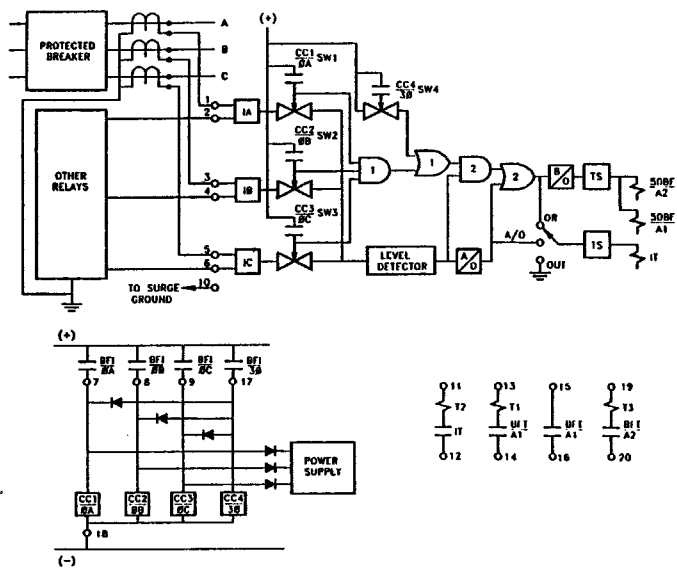 A
PROTECTED
BREAKER
B
C
(+)
CC1
ØA
SW1
CC4
3Ø
SW4
1
2
IA
CC2
ØB
SW2
OTHER
RELAYS
3
4
IB
1
1
2
2
B/O
TS
50BF
A2
50BF
A1
CC3
ØC
SW3
OR
A/O
OUT
TS
IT
5
6
IC
LEVEL
DETECTOR
A/O
TO SURGE
GROUND
10
(+)
BFI
ØA
BFI
ØB
BFI
ØC
BFI
3Ø
7
8
9
17
POWER
SUPPLY
CC1
ØA
CC2
ØB
CC3
ØC
CC4
3Ø
18
(-)
11
T2
IT
12
13
T1
BFI
A1
14
15
BFI
A1
16
19
T3
BFI
A2
20